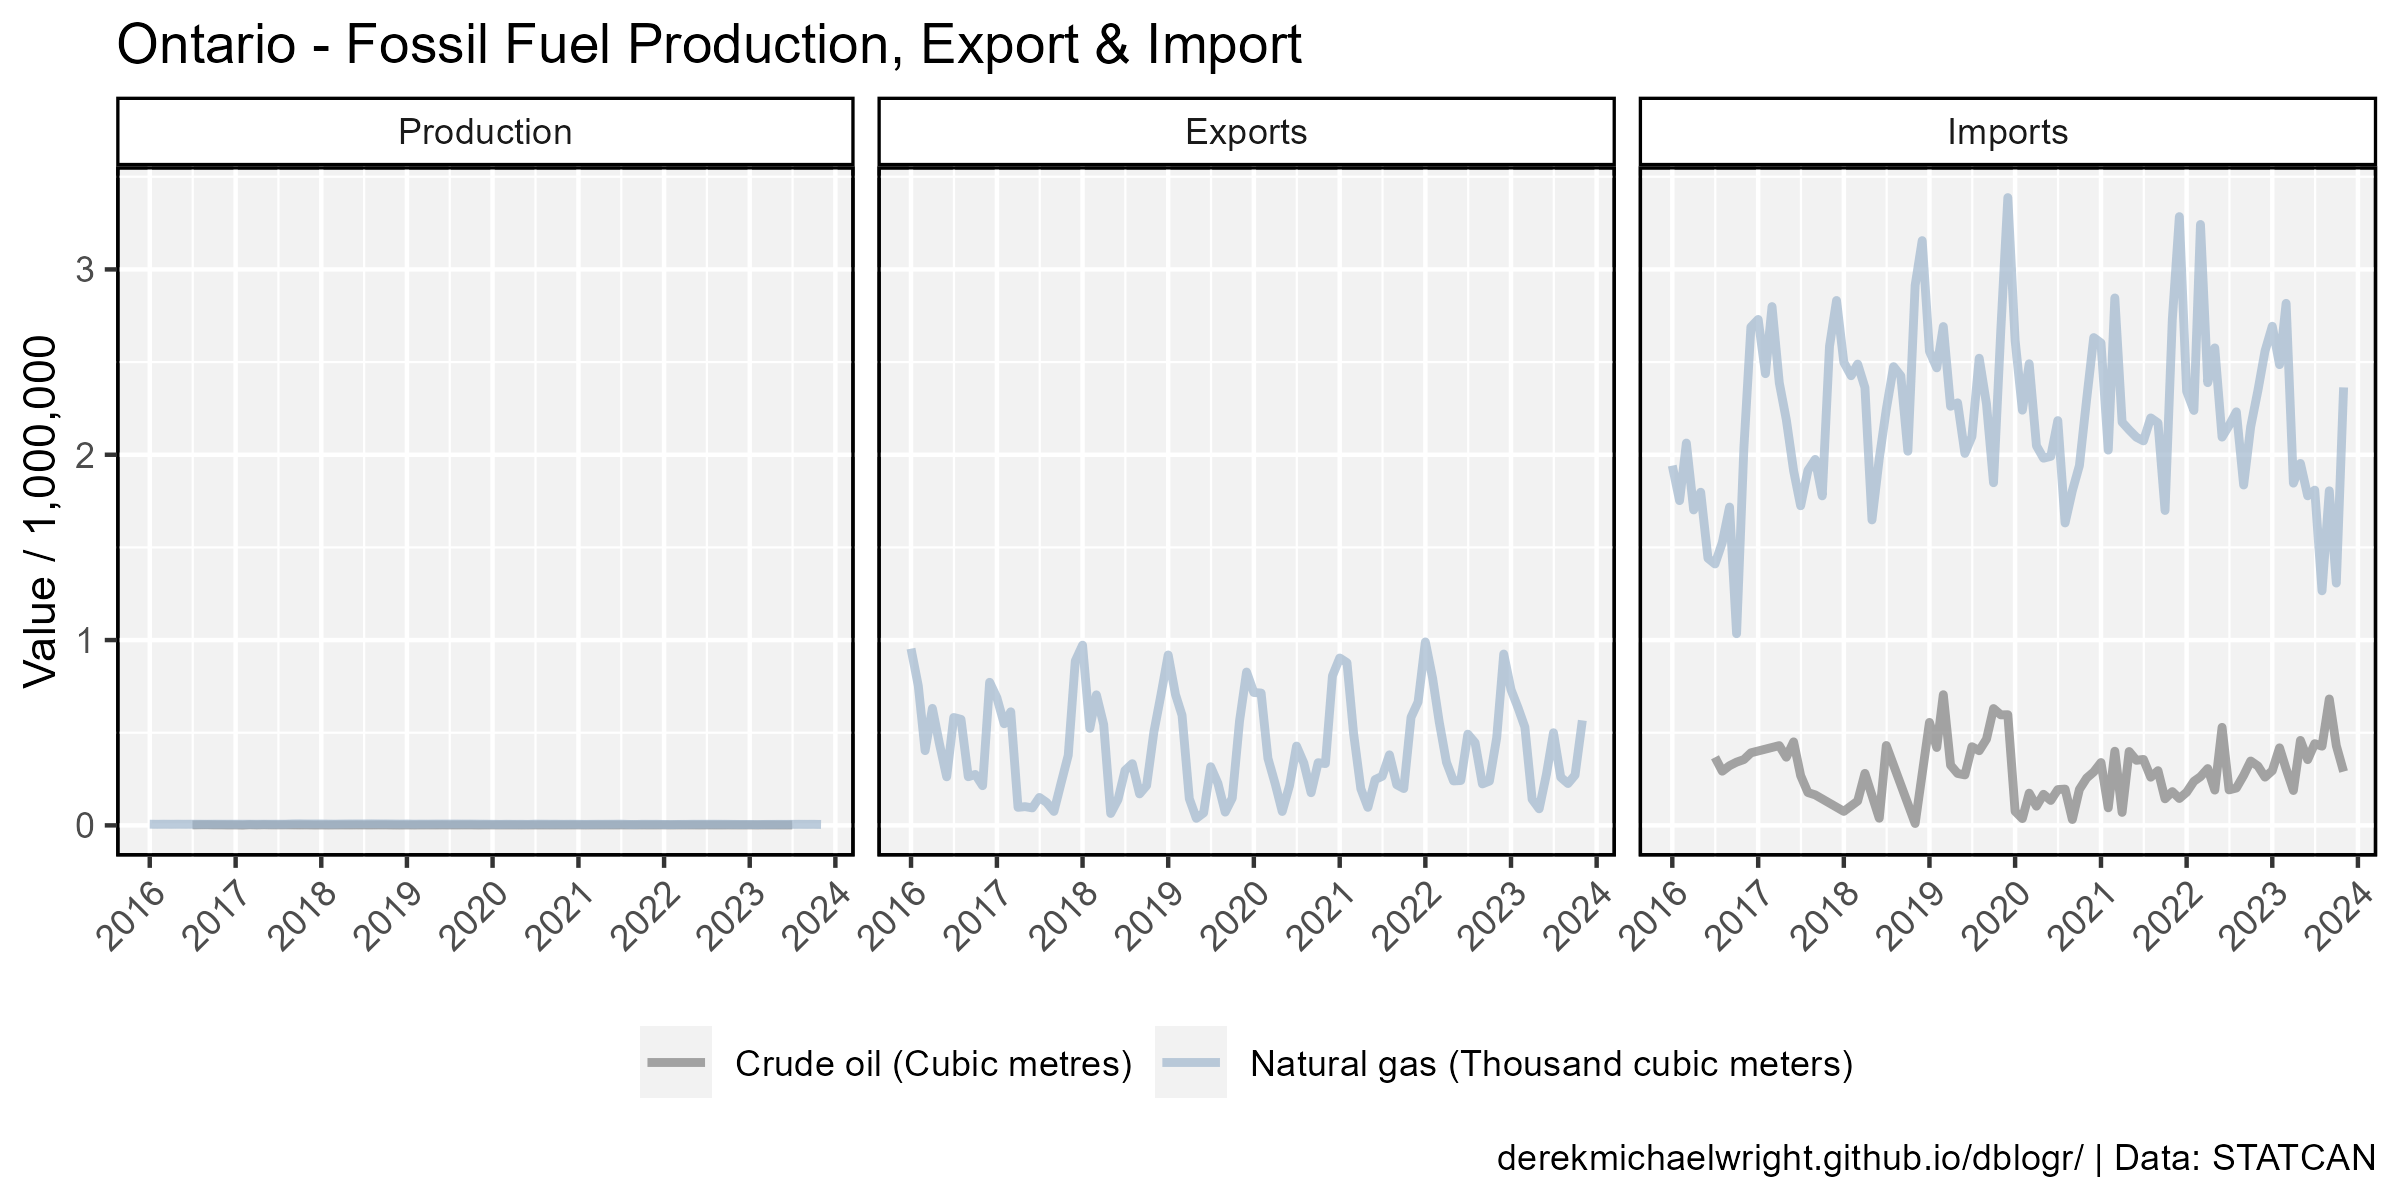 Ontario - Fossil Fuel Production, Export & Import
Production
Exports
Imports
Value / 1,000,000
3
2
1
0
2016 2017 2018 2019 2020 2021 2022 2023 2024
2016 2017 2018 2019 2020 2021 2022 2023 2024
2016 2017 2018 2019 2020 2021 2022 2023 2024
Crude oil (Cubic metres)
Natural gas (Thousand cubic meters)
derekmichaelwright.github.io/dblogr/ | Data: STATCAN